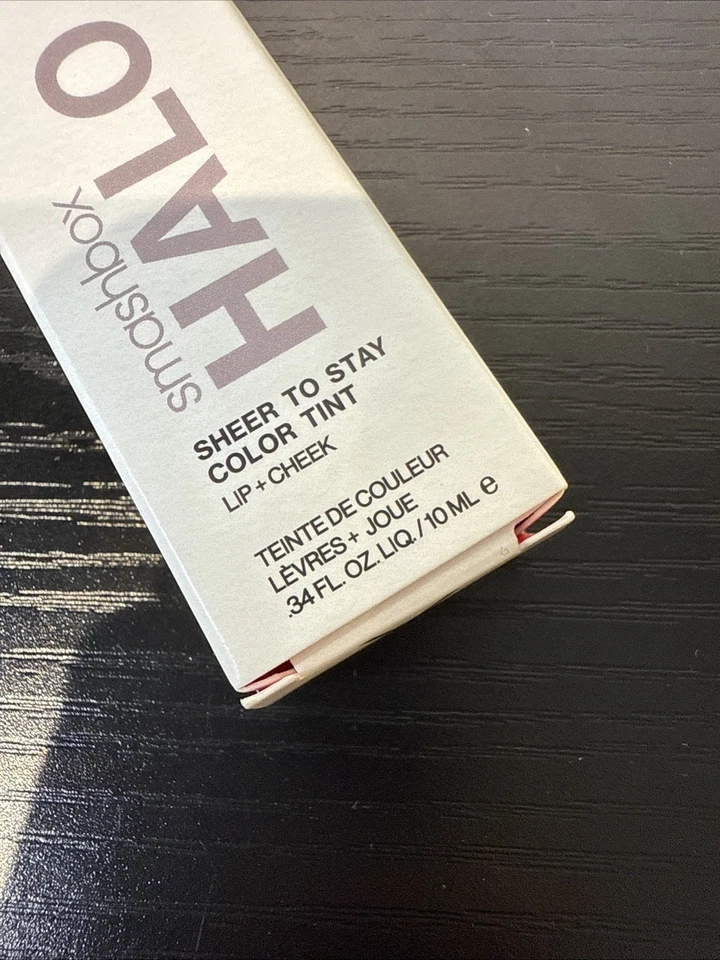 smashbox
HALO
SHEER TO STAY
COLOR TINT
LIP + CHEEK
TEINTE DE COULEUR
LÈVRES + JOUE
.34 FL. OZ. LIQ. / 10 ML ℮